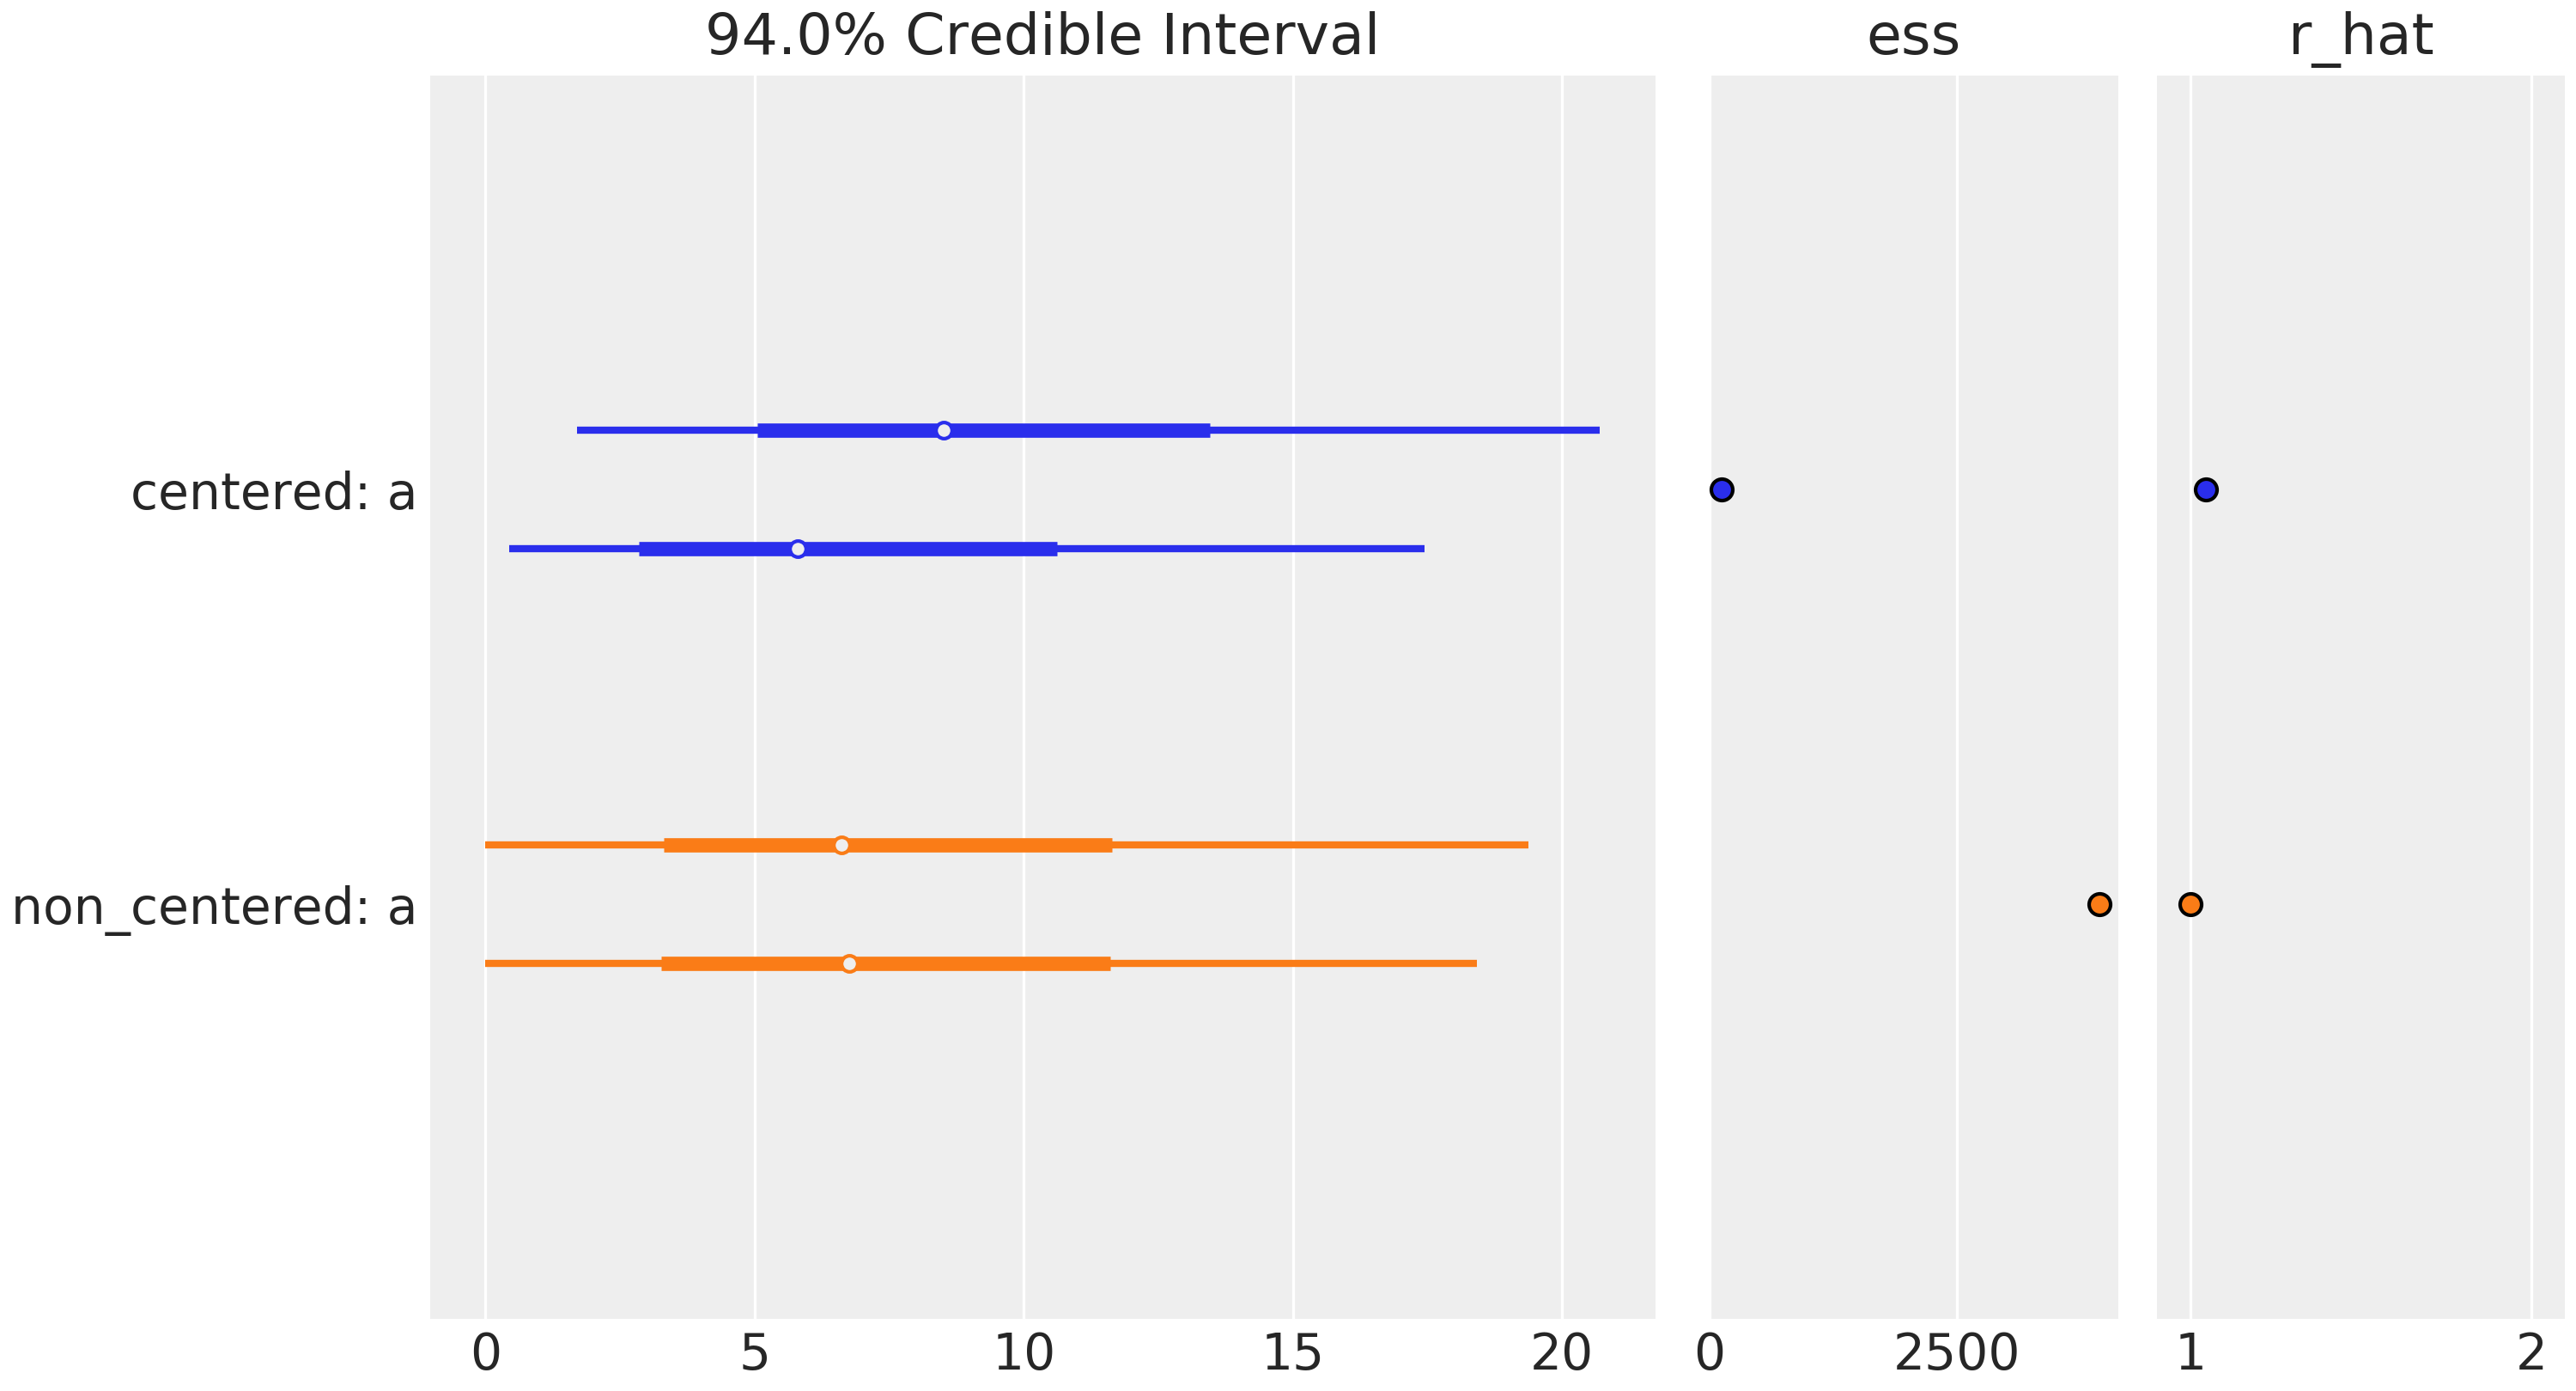 94.0% Credible Interval
ess
r_hat
centered: a
non_centered: a
0 5 10 15 20
0 2500
1 2